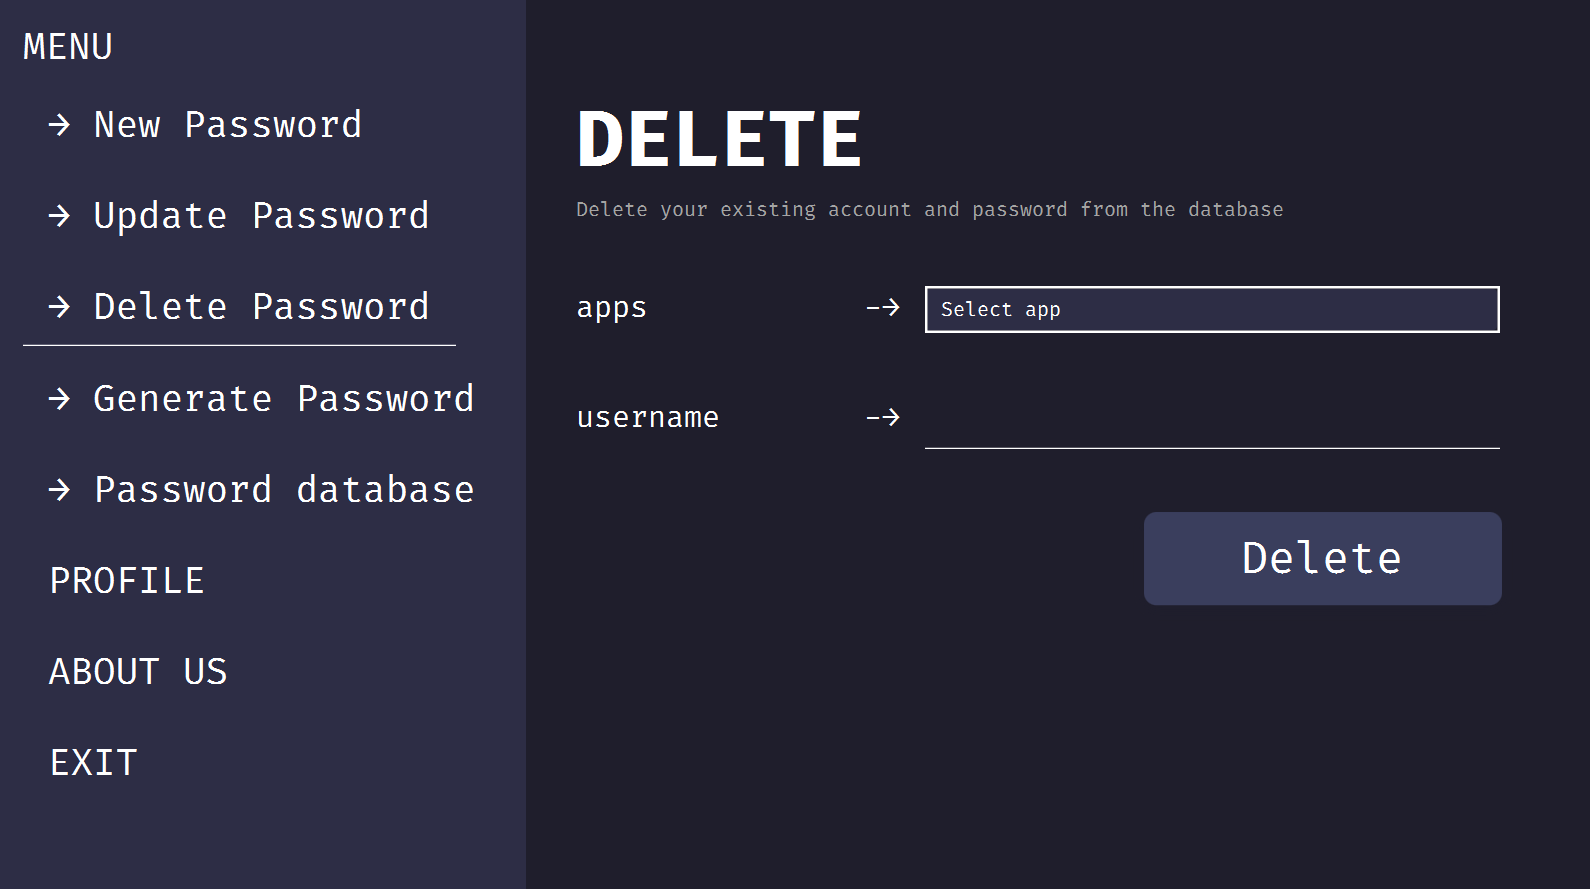 MENU
→ New Password
→ Update Password
→ Delete Password
→ Generate Password
→ Password database
PROFILE
ABOUT US
EXIT
DELETE
Delete your existing account and password from the database
apps –→ Select app
username –→
Delete